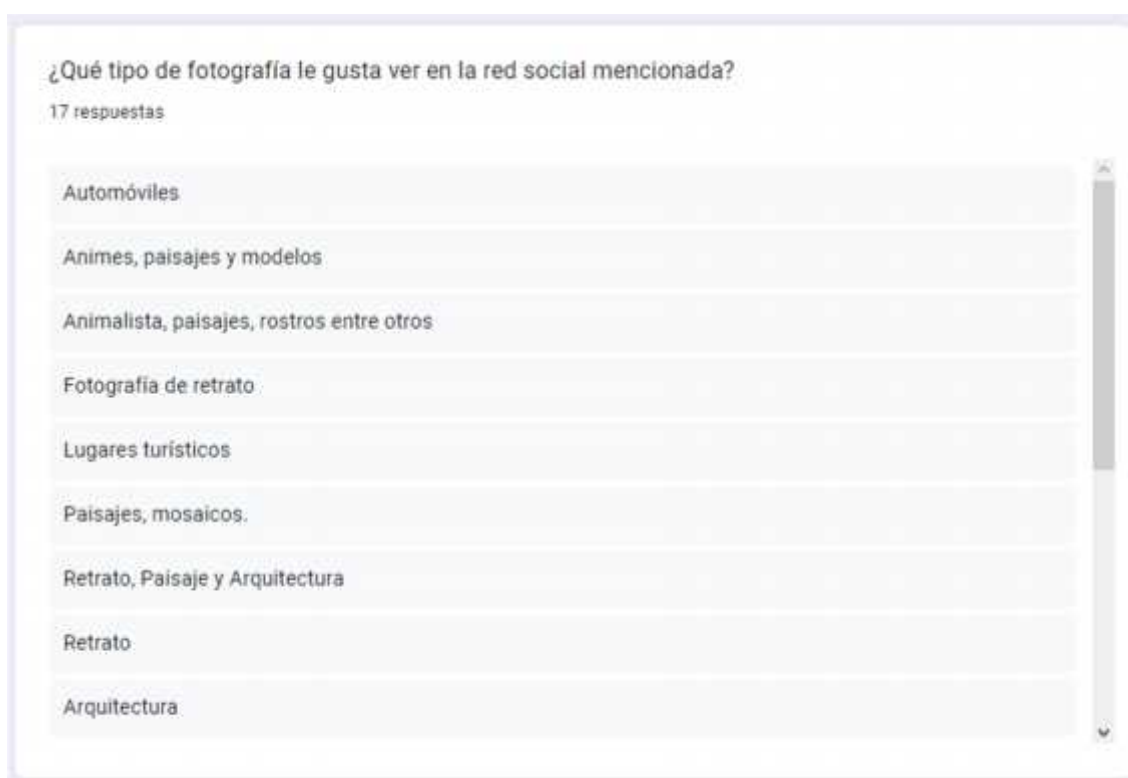 ¿Qué tipo de fotografía le gusta ver en la red social mencionada?
17 respuestas
Automóviles
Animes, paisajes y modelos
Animalista, paisajes, rostros entre otros
Fotografía de retrato
Lugares turísticos
Paisajes, mosaicos.
Retrato, Paisaje y Arquitectura
Retrato
Arquitectura